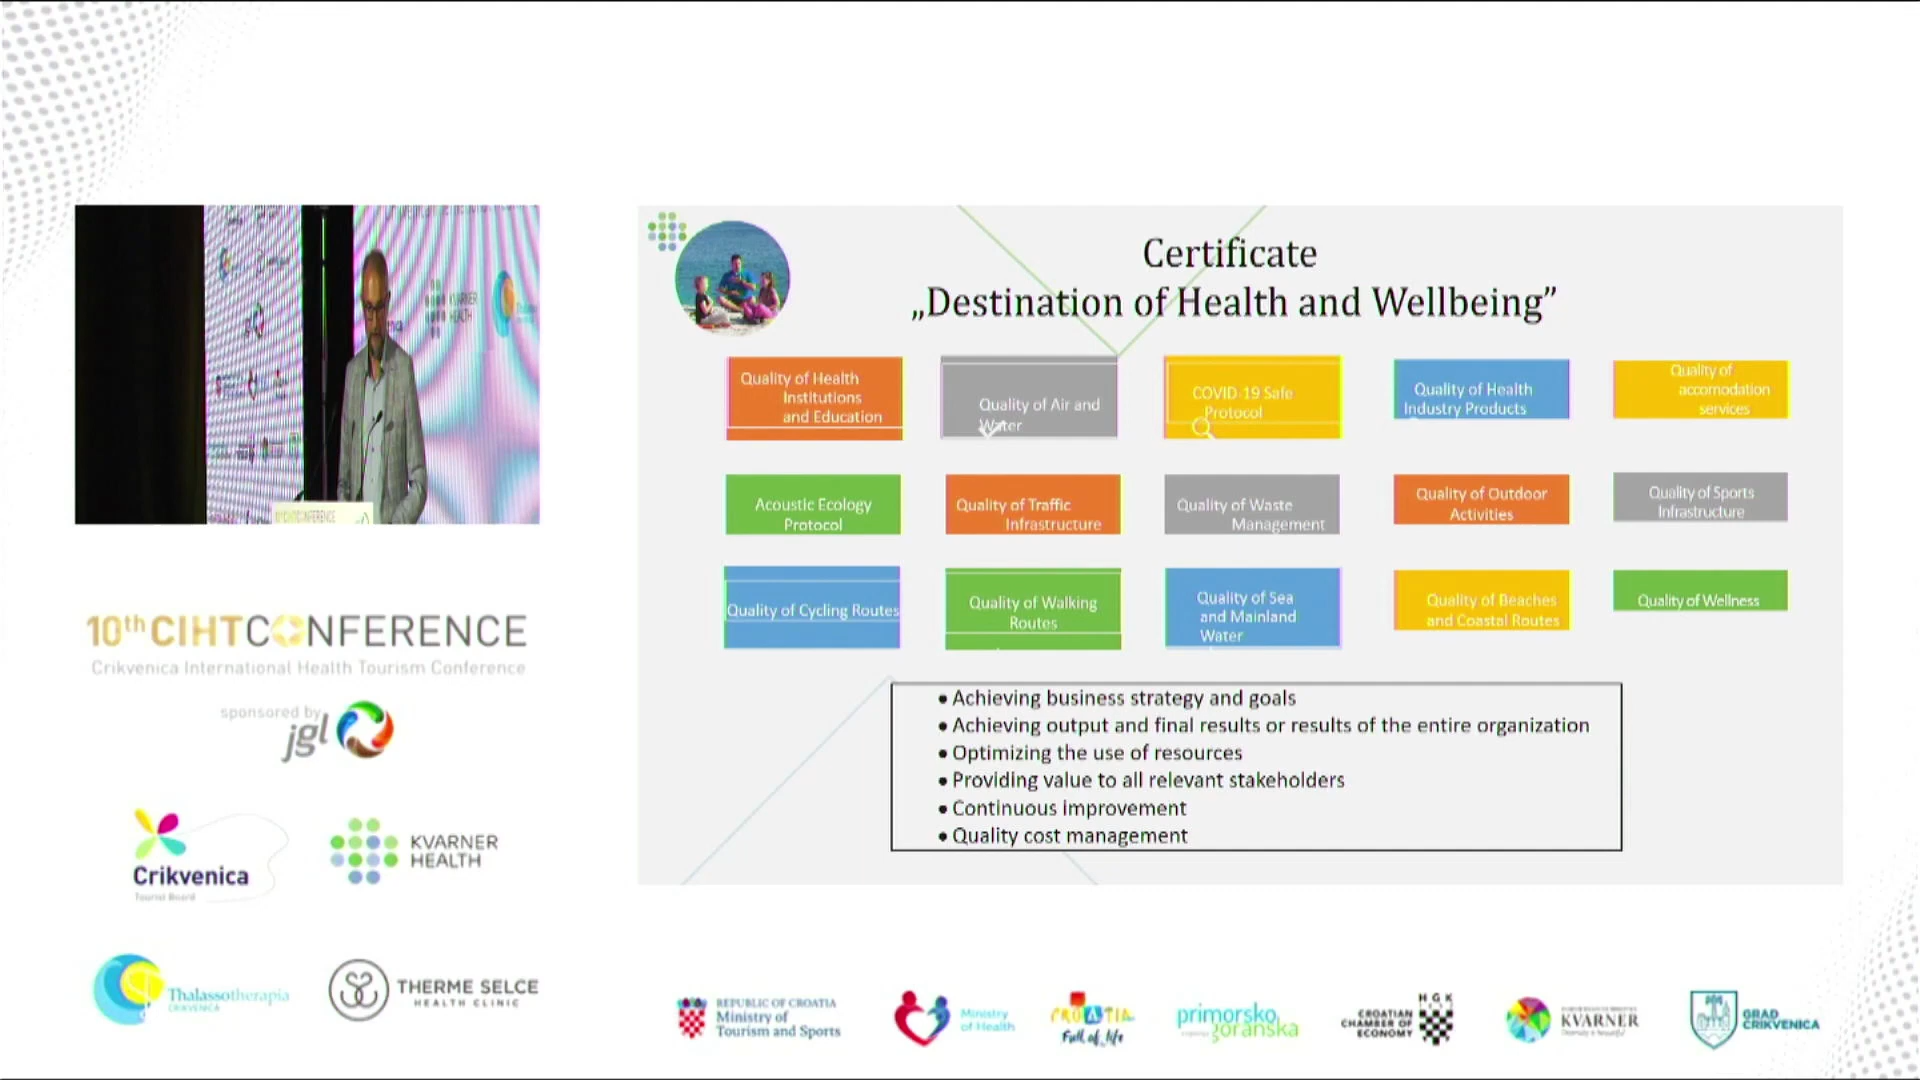 Certificate
„Destination of Health and Wellbeing”
Quality of Health
Institutions
and Education
Quality of Air and
Water
COVID-19 Safe
Protocol
Quality of Health
Industry Products
Quality of
accomodation
services
Acoustic Ecology
Protocol
Quality of Traffic
Infrastructure
Quality of Waste
Management
Quality of Outdoor
Activities
Quality of Sports
Infrastructure
Quality of Cycling Routes
Quality of Walking
Routes
Quality of Sea
and Mainland
Water
Quality of Beaches
and Coastal Routes
Quality of Wellness
• Achieving business strategy and goals
• Achieving output and final results or results of the entire organization
• Optimizing the use of resources
• Providing value to all relevant stakeholders
• Continuous improvement
• Quality cost management
KVARNER
HEALTH
10th CIHTCONFERENCE
Crikvenica International Health Tourism Conference
sponsored by
jgl
Crikvenica
Tourist Board
KVARNER
HEALTH
Thalassotherapia
CRIKVENICA
THERME SELCE
HEALTH CLINIC
REPUBLIC OF CROATIA
Ministry of
Tourism and Sports
Ministry
of Health
CROATIA
Full of life
primorsko
goranska
CROATIAN
CHAMBER OF
ECONOMY
HGK
KVARNER
GRAD
CRIKVENICA